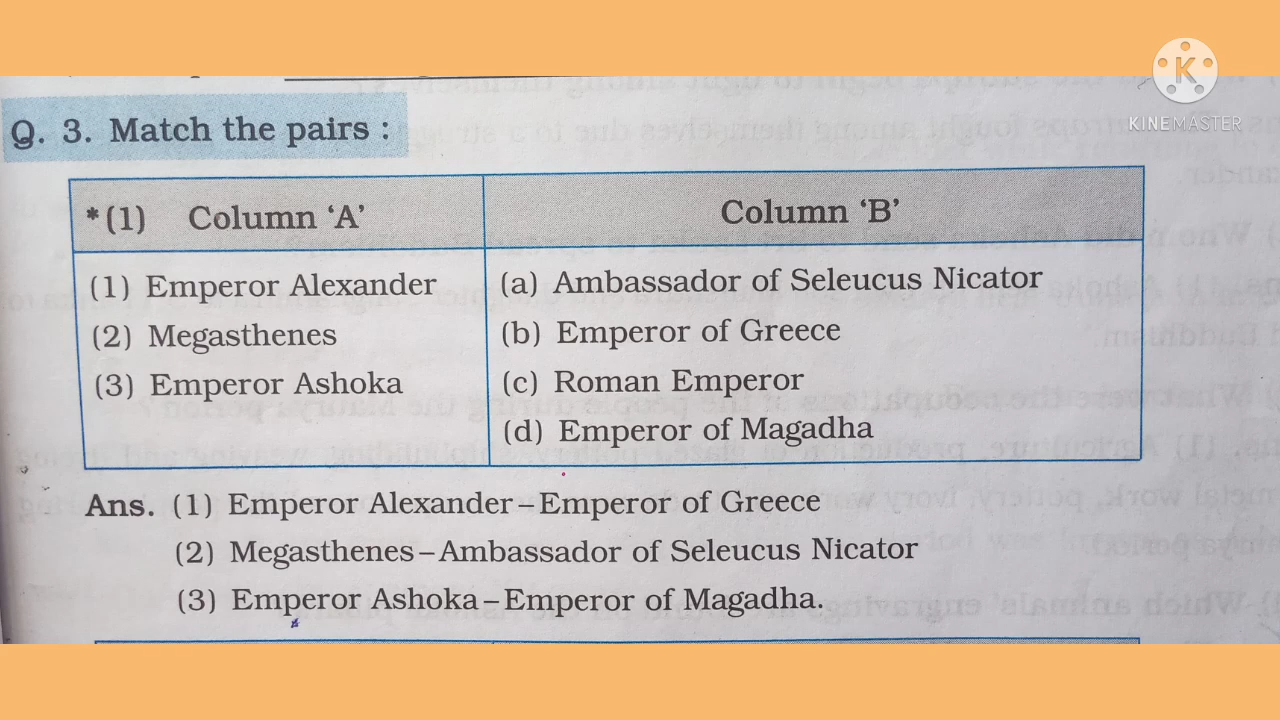 K
KINEMASTER
Q. 3. Match the pairs :
*(1) Column ‘A’ Column ‘B’
(1) Emperor Alexander (a) Ambassador of Seleucus Nicator
(2) Megasthenes (b) Emperor of Greece
(3) Emperor Ashoka (c) Roman Emperor
(d) Emperor of Magadha
Ans. (1) Emperor Alexander – Emperor of Greece
(2) Megasthenes – Ambassador of Seleucus Nicator
(3) Emperor Ashoka – Emperor of Magadha.